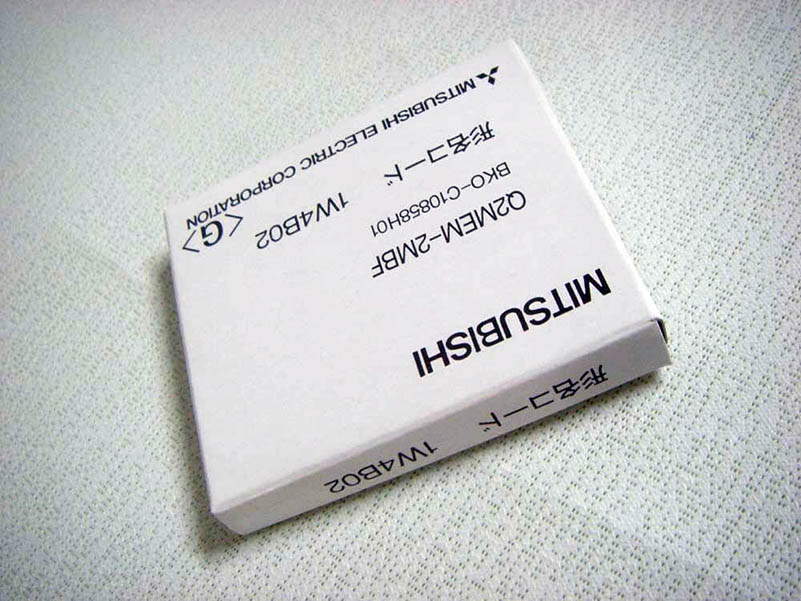 MITSUBISHI
Q2MEM-2MBF
BKO-C10858H01
形名コード 1W4B02
<G>
MITSUBISHI ELECTRIC CORPORATION
形名コード 1W4B02